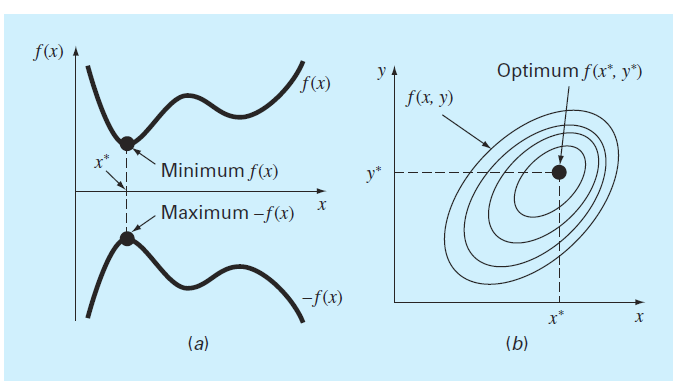 f(x)
f(x)
x*
Minimum f(x)
Maximum –f(x)
x
–f(x)
(a)
y
Optimum f(x*, y*)
f(x, y)
y*
x*
x
(b)